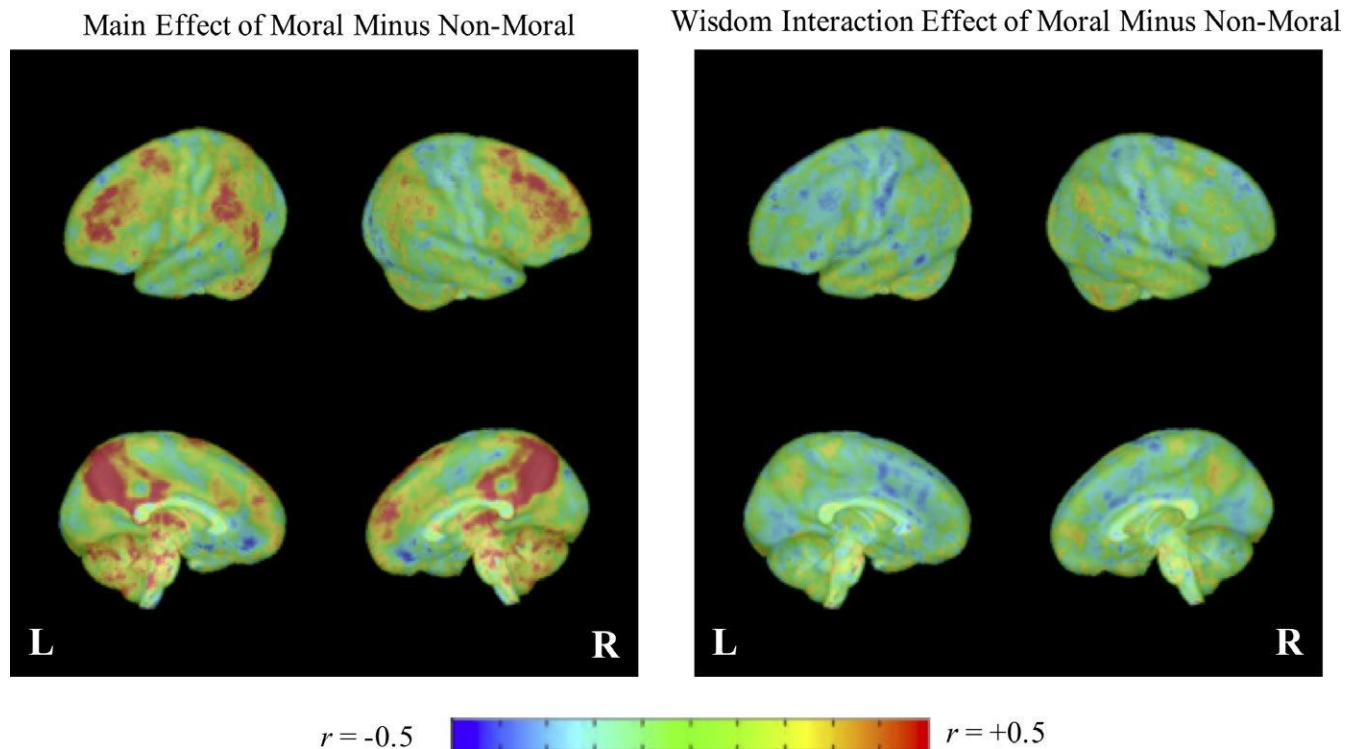 Main Effect of Moral Minus Non-Moral
Wisdom Interaction Effect of Moral Minus Non-Moral
L R
L R
r = -0.5 r = +0.5